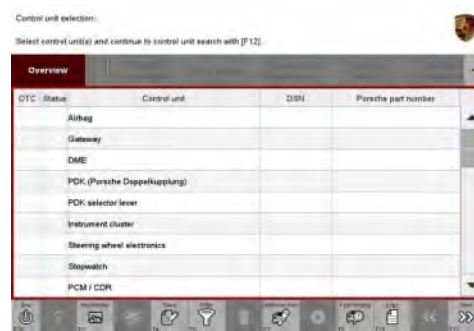 Control unit selection:
Select control unit(s) and continue to control unit search with [F12].
Overview
DTC Status Control unit DSN Porsche part number
Airbag
Gateway
DME
PDK (Porsche Doppelkupplung)
PDK selector lever
Instrument cluster
Steering wheel electronics
Stopwatch
PCM / CDR